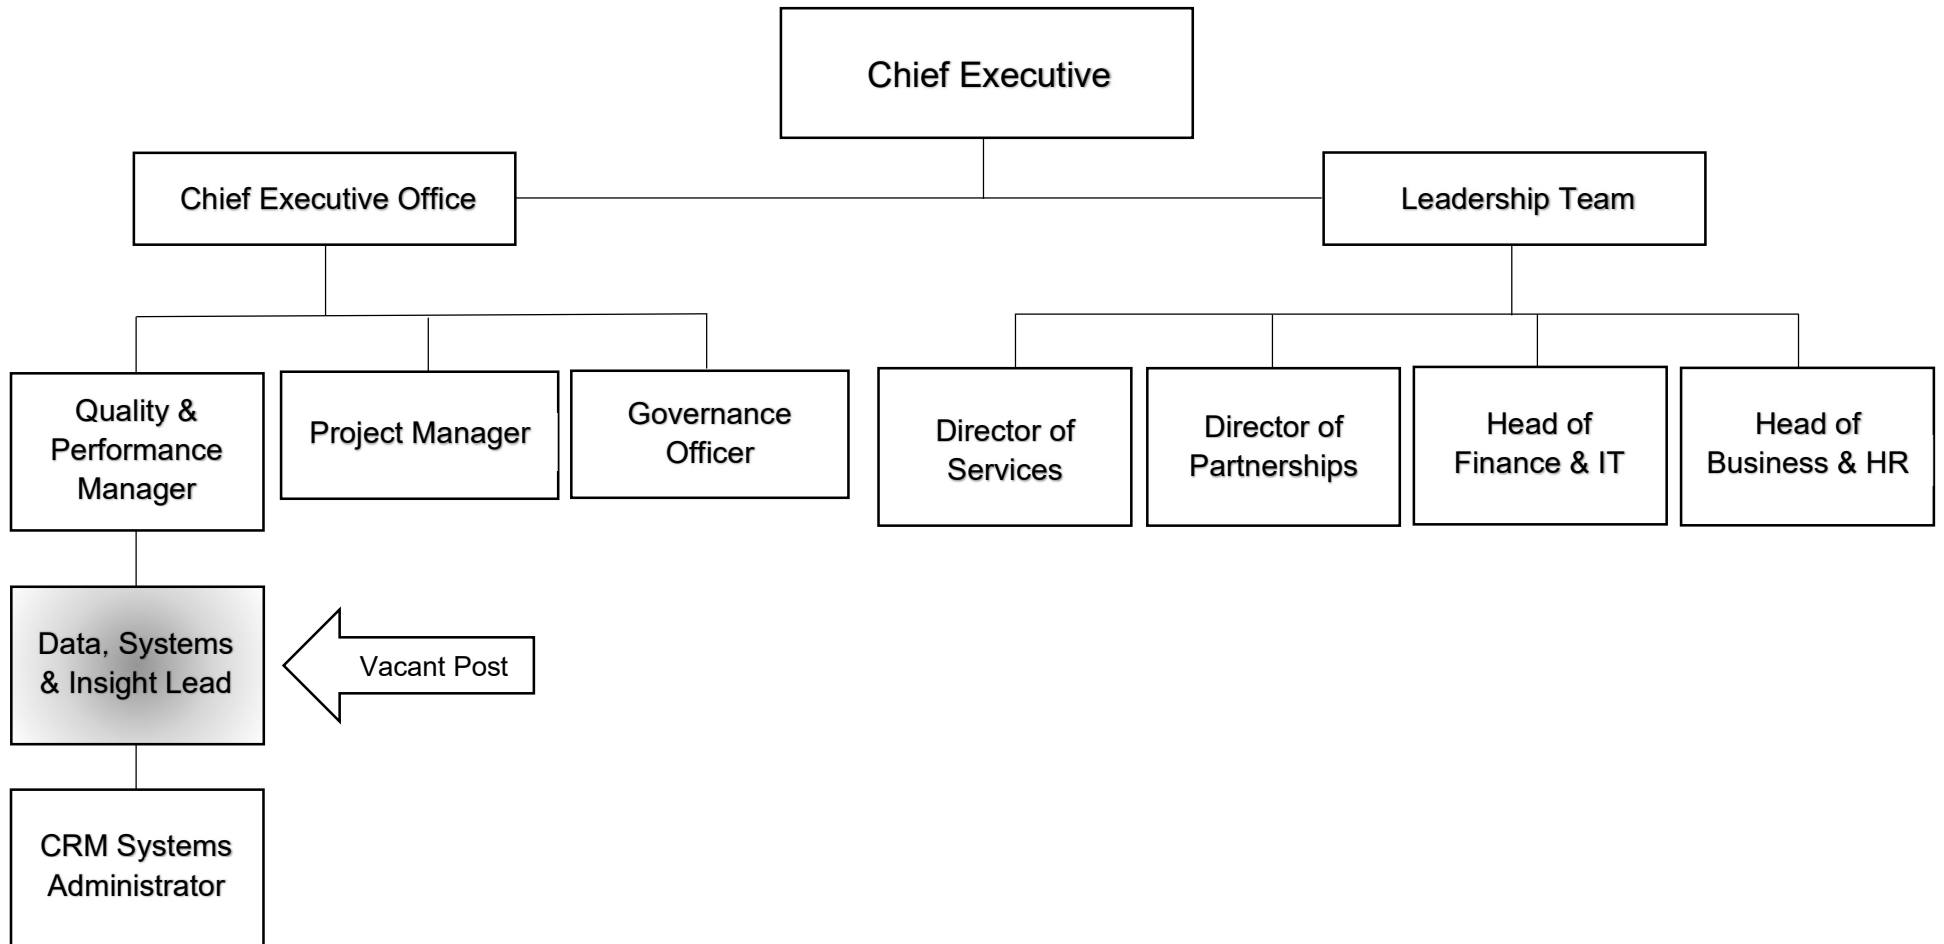 Chief Executive
Chief Executive Office
Leadership Team
Quality &
Performance
Manager
Project Manager
Governance
Officer
Director of
Services
Director of
Partnerships
Head of
Finance & IT
Head of
Business & HR
Data, Systems
& Insight Lead
Vacant Post
CRM Systems
Administrator